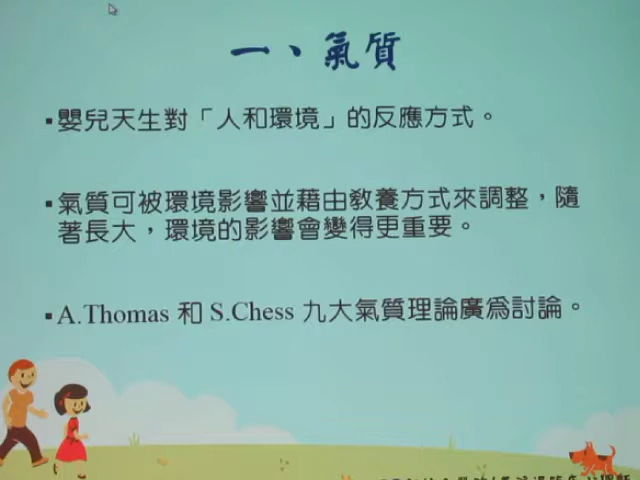 一、氣質
▪嬰兒天生對「人和環境」的反應方式。
▪氣質可被環境影響並藉由教養方式來調整，隨
著長大，環境的影響會變得更重要。
▪A.Thomas 和 S.Chess 九大氣質理論廣為討論。